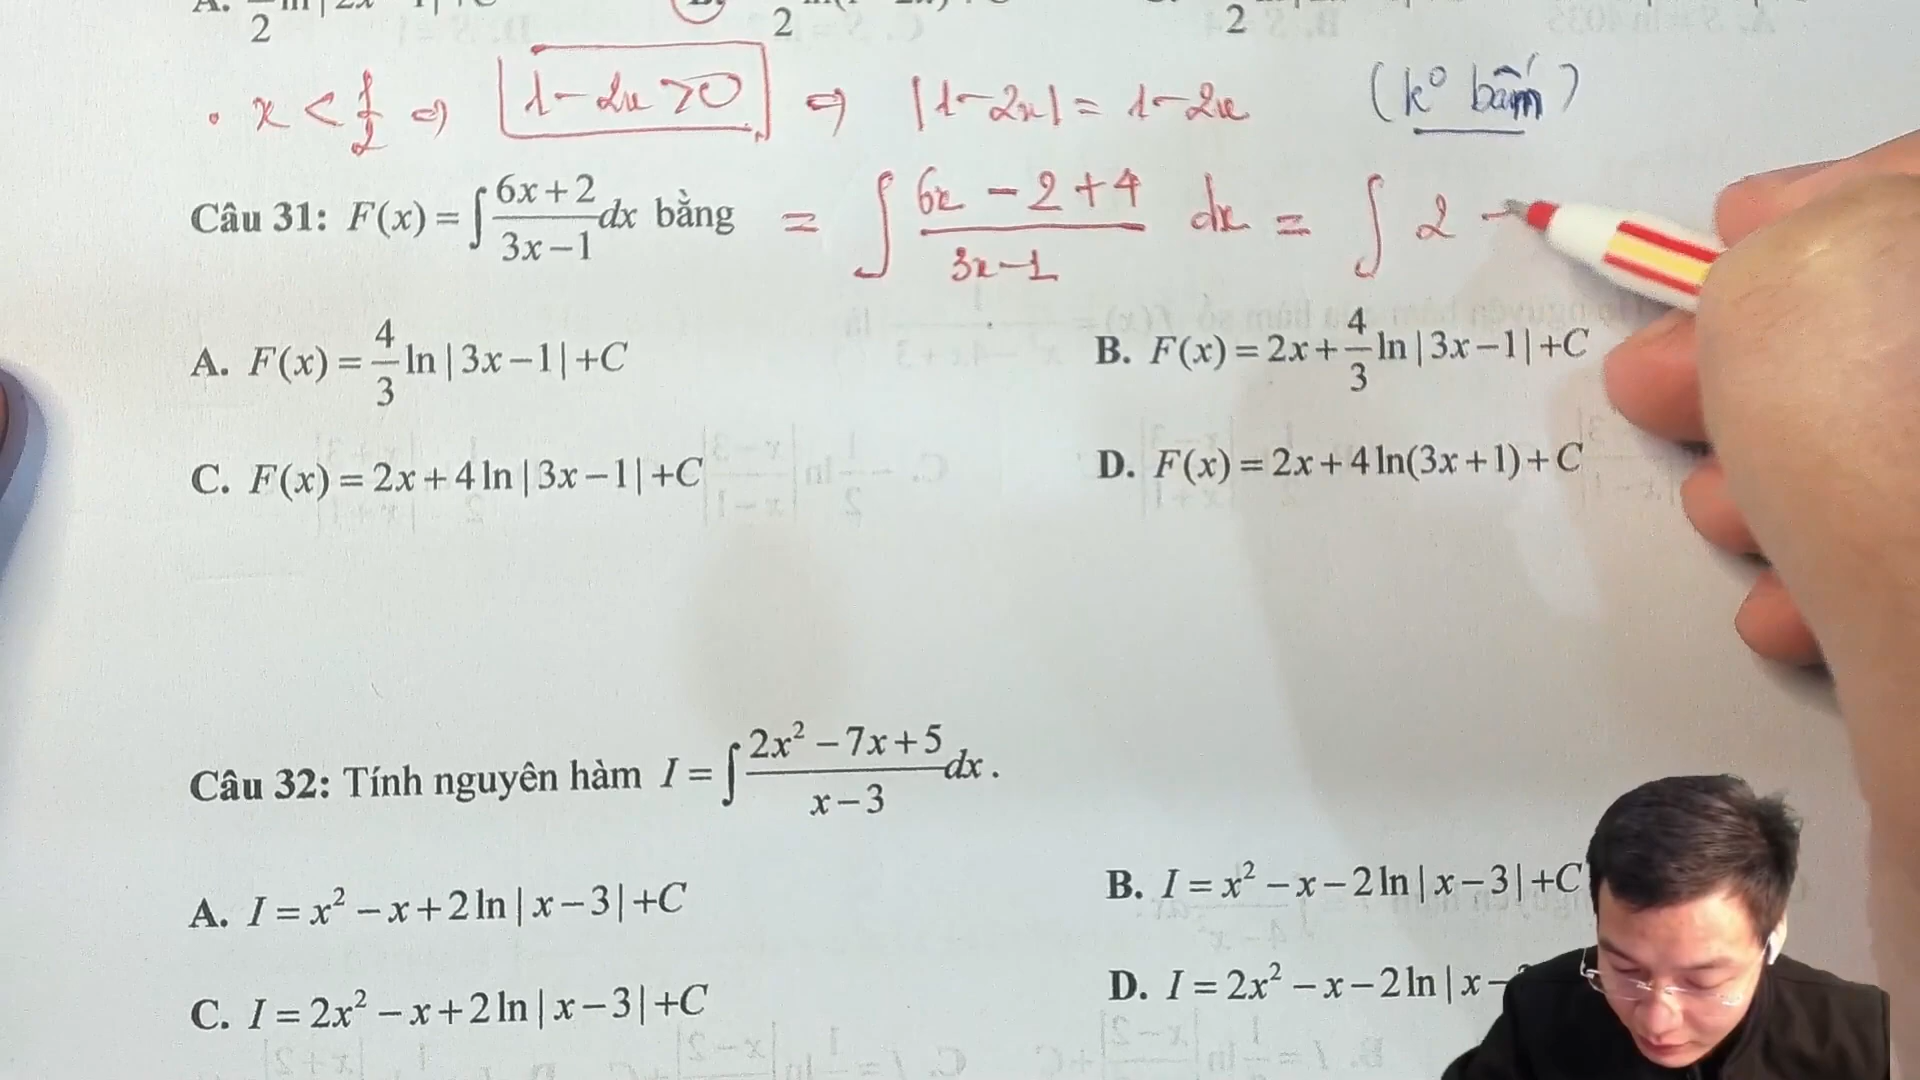 2 2 2
• x < 1/2 ⇒ 1-2x > 0 ⇒ |1-2x| = 1-2x (k° bấm)
Câu 31: F(x) = ∫ (6x+2)/(3x-1) dx bằng = ∫ (6x - 2 + 4)/(3x-1) dx = ∫ 2
A. F(x) = 4/3 ln|3x-1| + C B. F(x) = 2x + 4/3 ln|3x-1| + C
C. F(x) = 2x + 4 ln|3x-1| + C D. F(x) = 2x + 4 ln(3x+1) + C
Câu 32: Tính nguyên hàm I = ∫ (2x² - 7x + 5)/(x-3) dx.
A. I = x² - x + 2 ln|x-3| + C B. I = x² - x - 2 ln|x-3| + C
C. I = 2x² - x + 2 ln|x-3| + C D. I = 2x² - x - 2 ln|x-